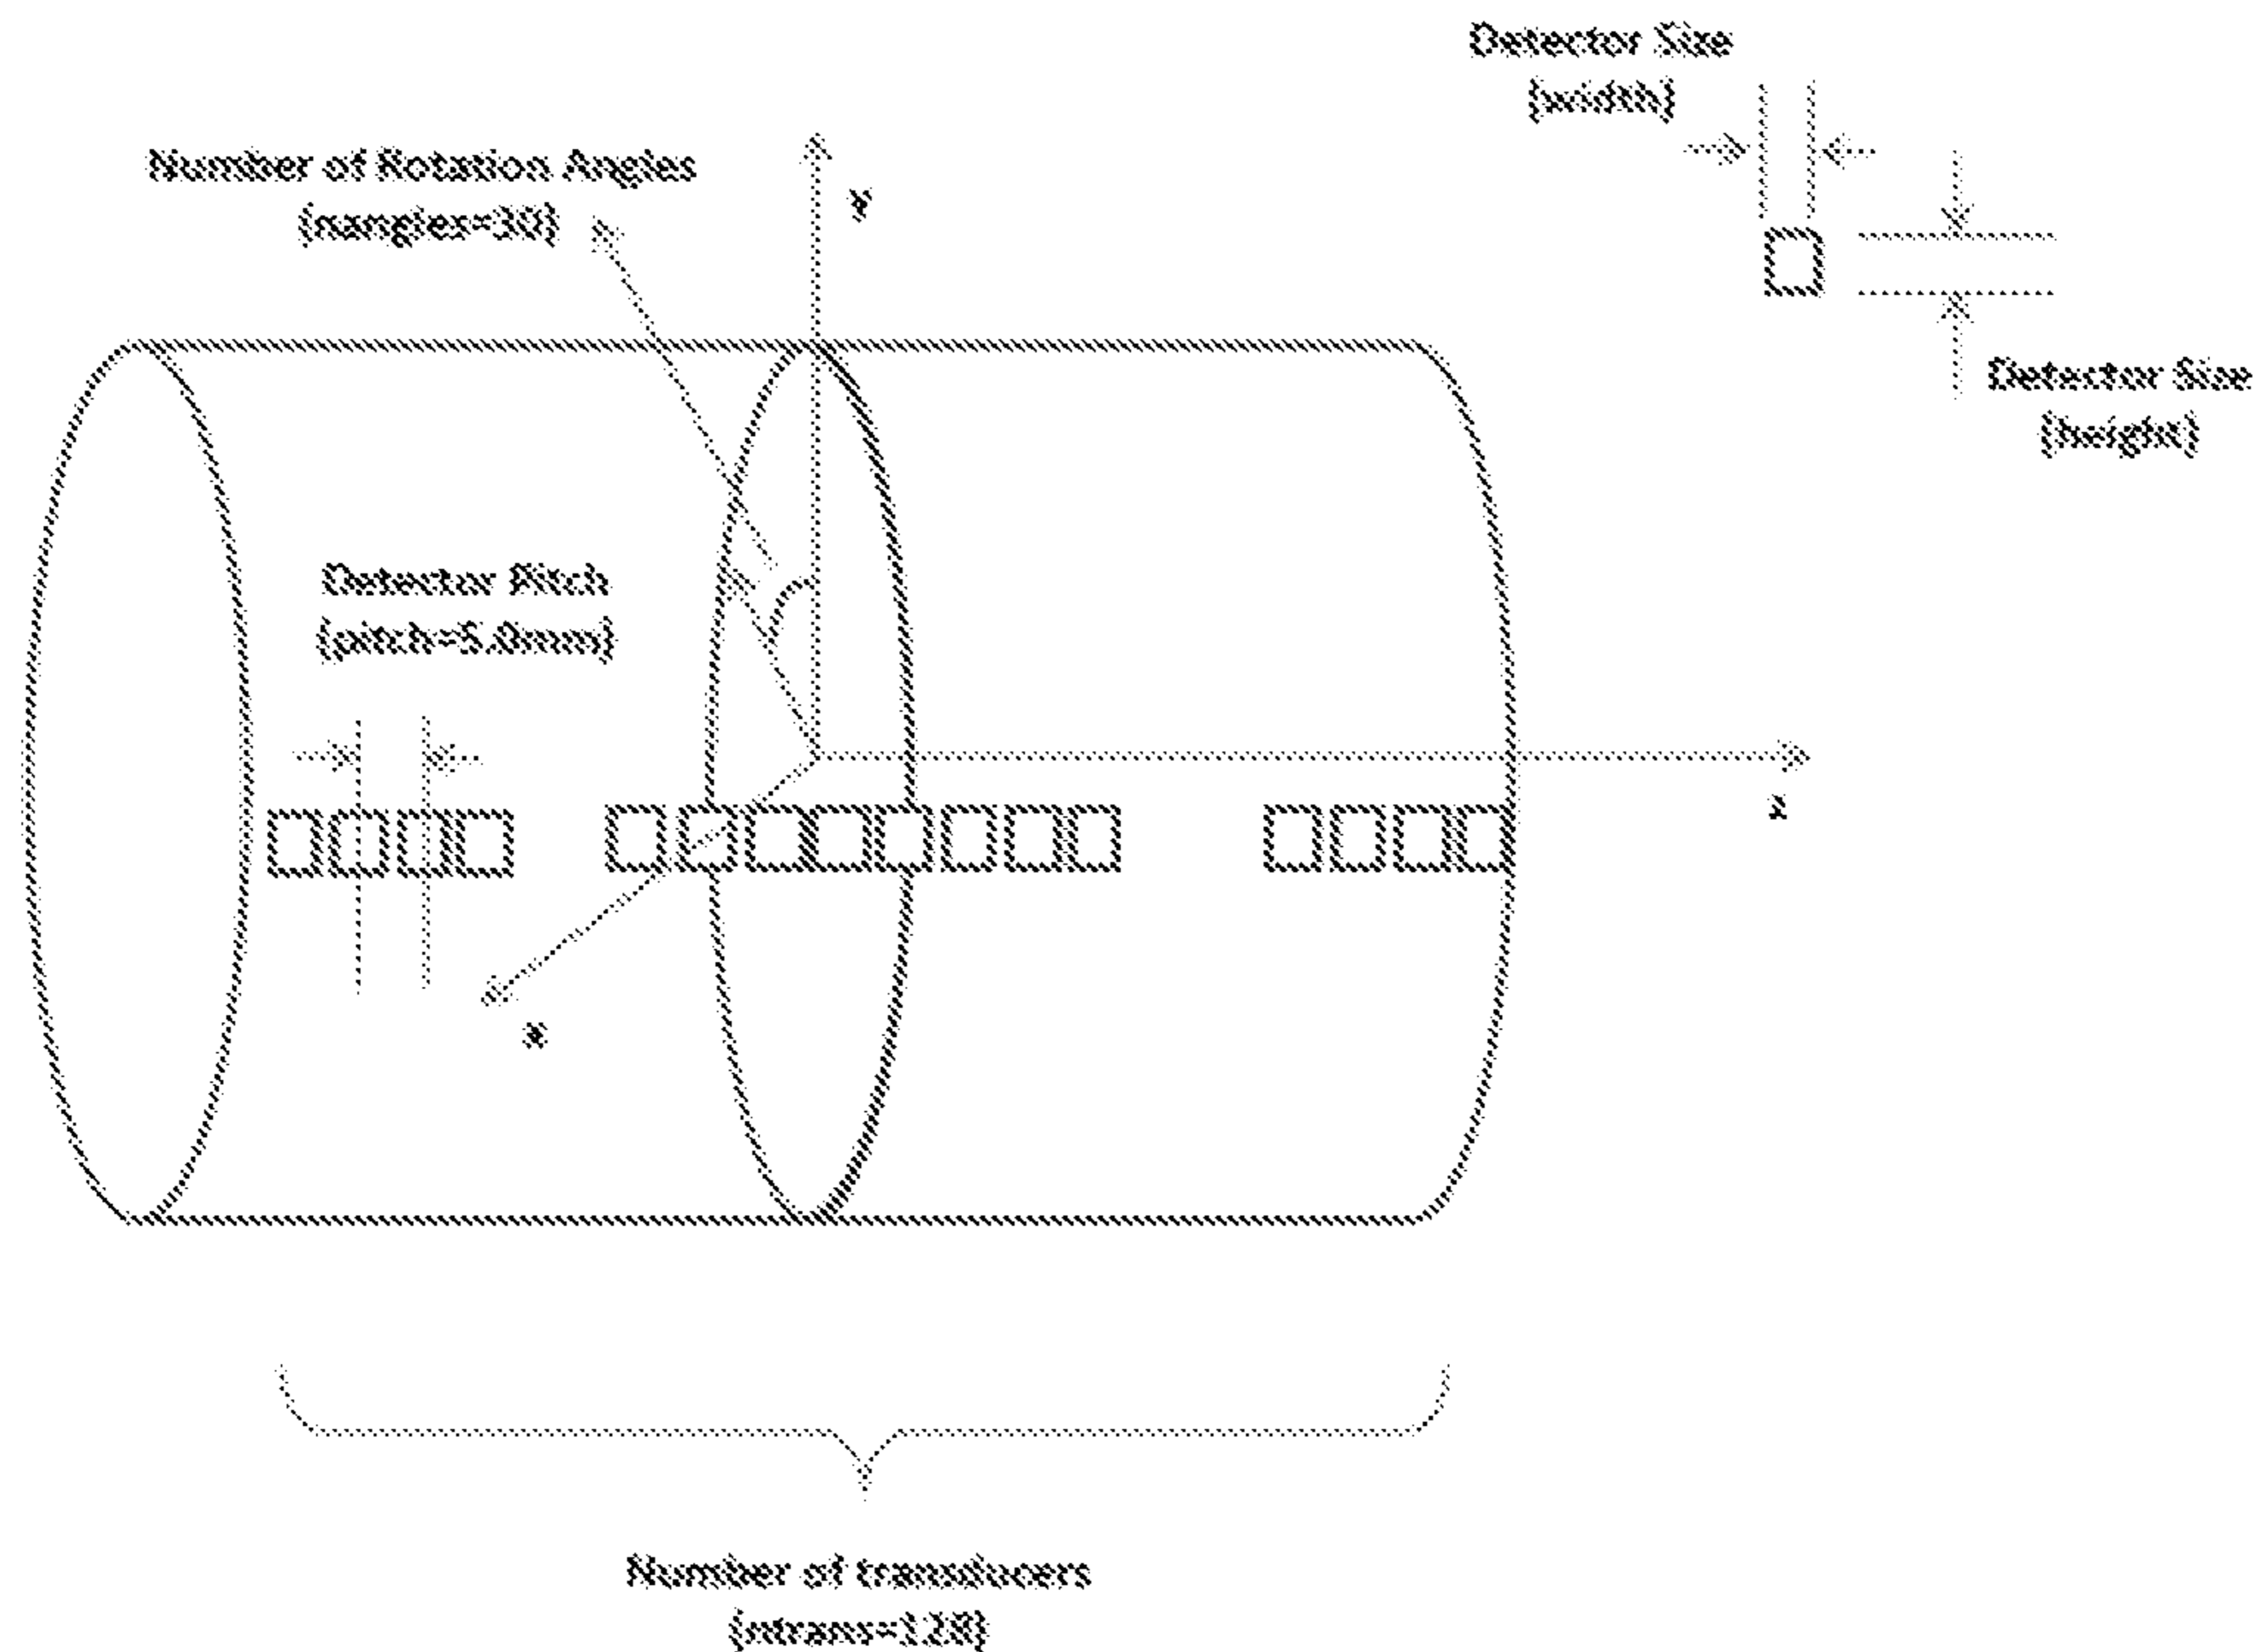 Detector Size
[width]
Number of Rotation Angles
[nangles=30]
y
Detector Size
[height]
Detector Pitch
[pitch=5.0mm]
z
x
Number of transducers
[ntrans=128]